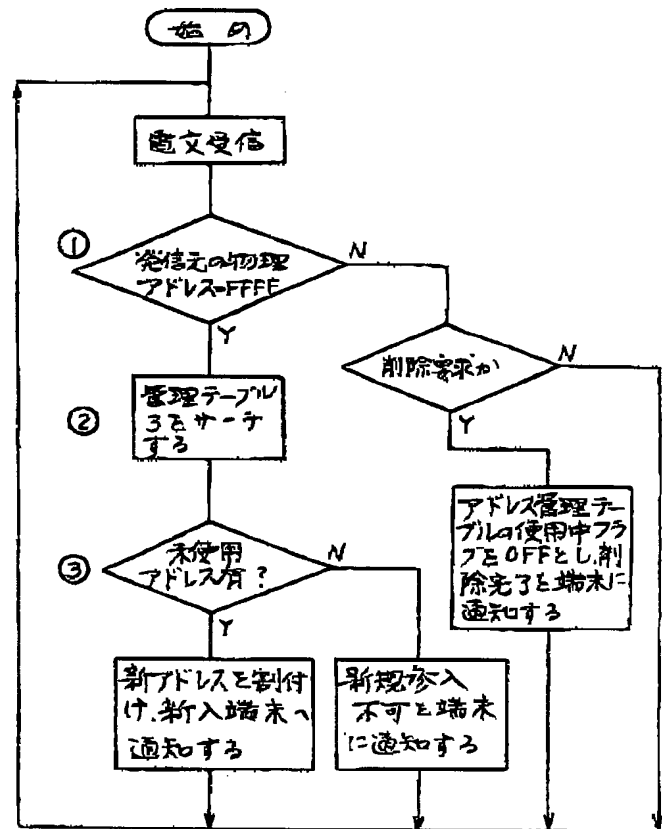 始め
電文受信
①
発信元の物理
アドレス=FFFF
N
Y
削除要求か
N
Y
②
管理テーブル
3をサーチ
する
③
未使用
アドレス有?
N
Y
アドレス管理テー
ブルの使用中フラ
グをOFFとし,削
除完了を端末に
通知する
新アドレスを割付
け,新入端末へ
通知する
新規参入
不可を端末
に通知する